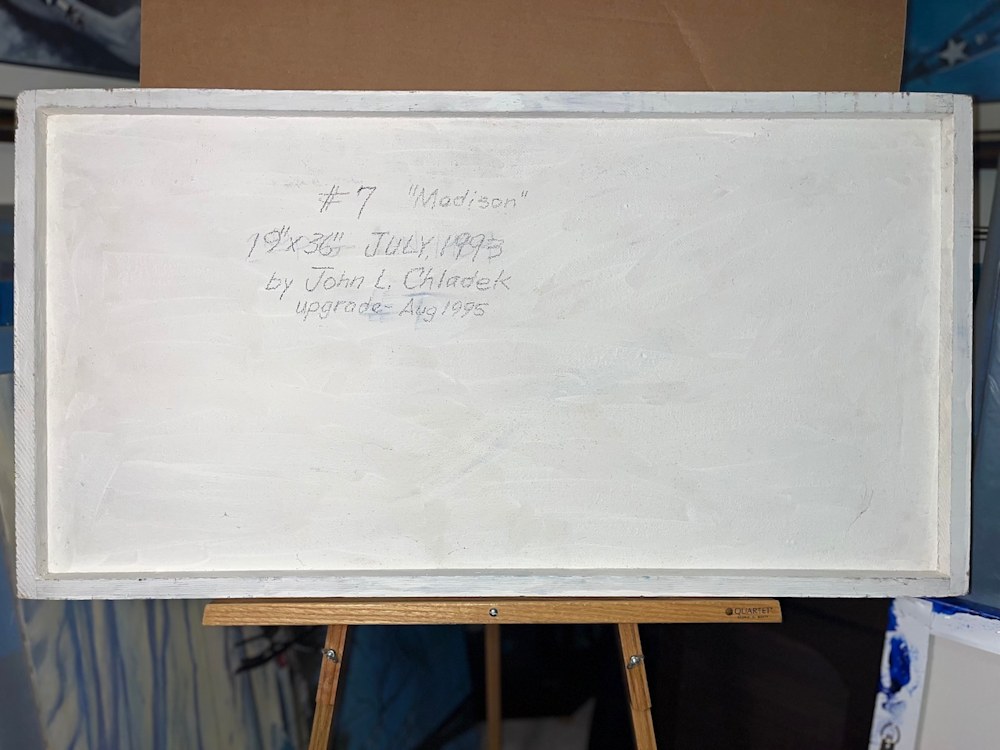 # 7 "Madison"
19"x36" JULY, 1993
by John L. Chladek
upgrade- Aug 1995
QUARTET